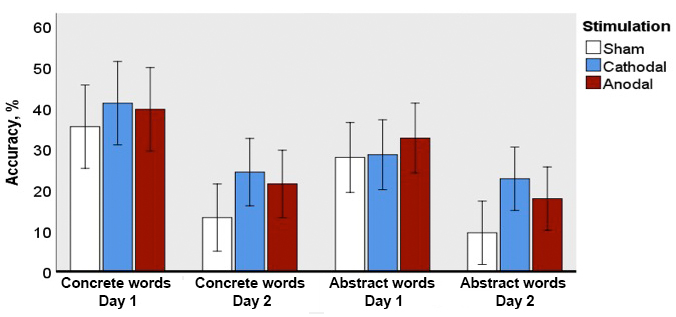 Stimulation
Sham
Cathodal
Anodal
Accuracy, %
60
50
40
30
20
10
0
Concrete words
Day 1
Concrete words
Day 2
Abstract words
Day 1
Abstract words
Day 2